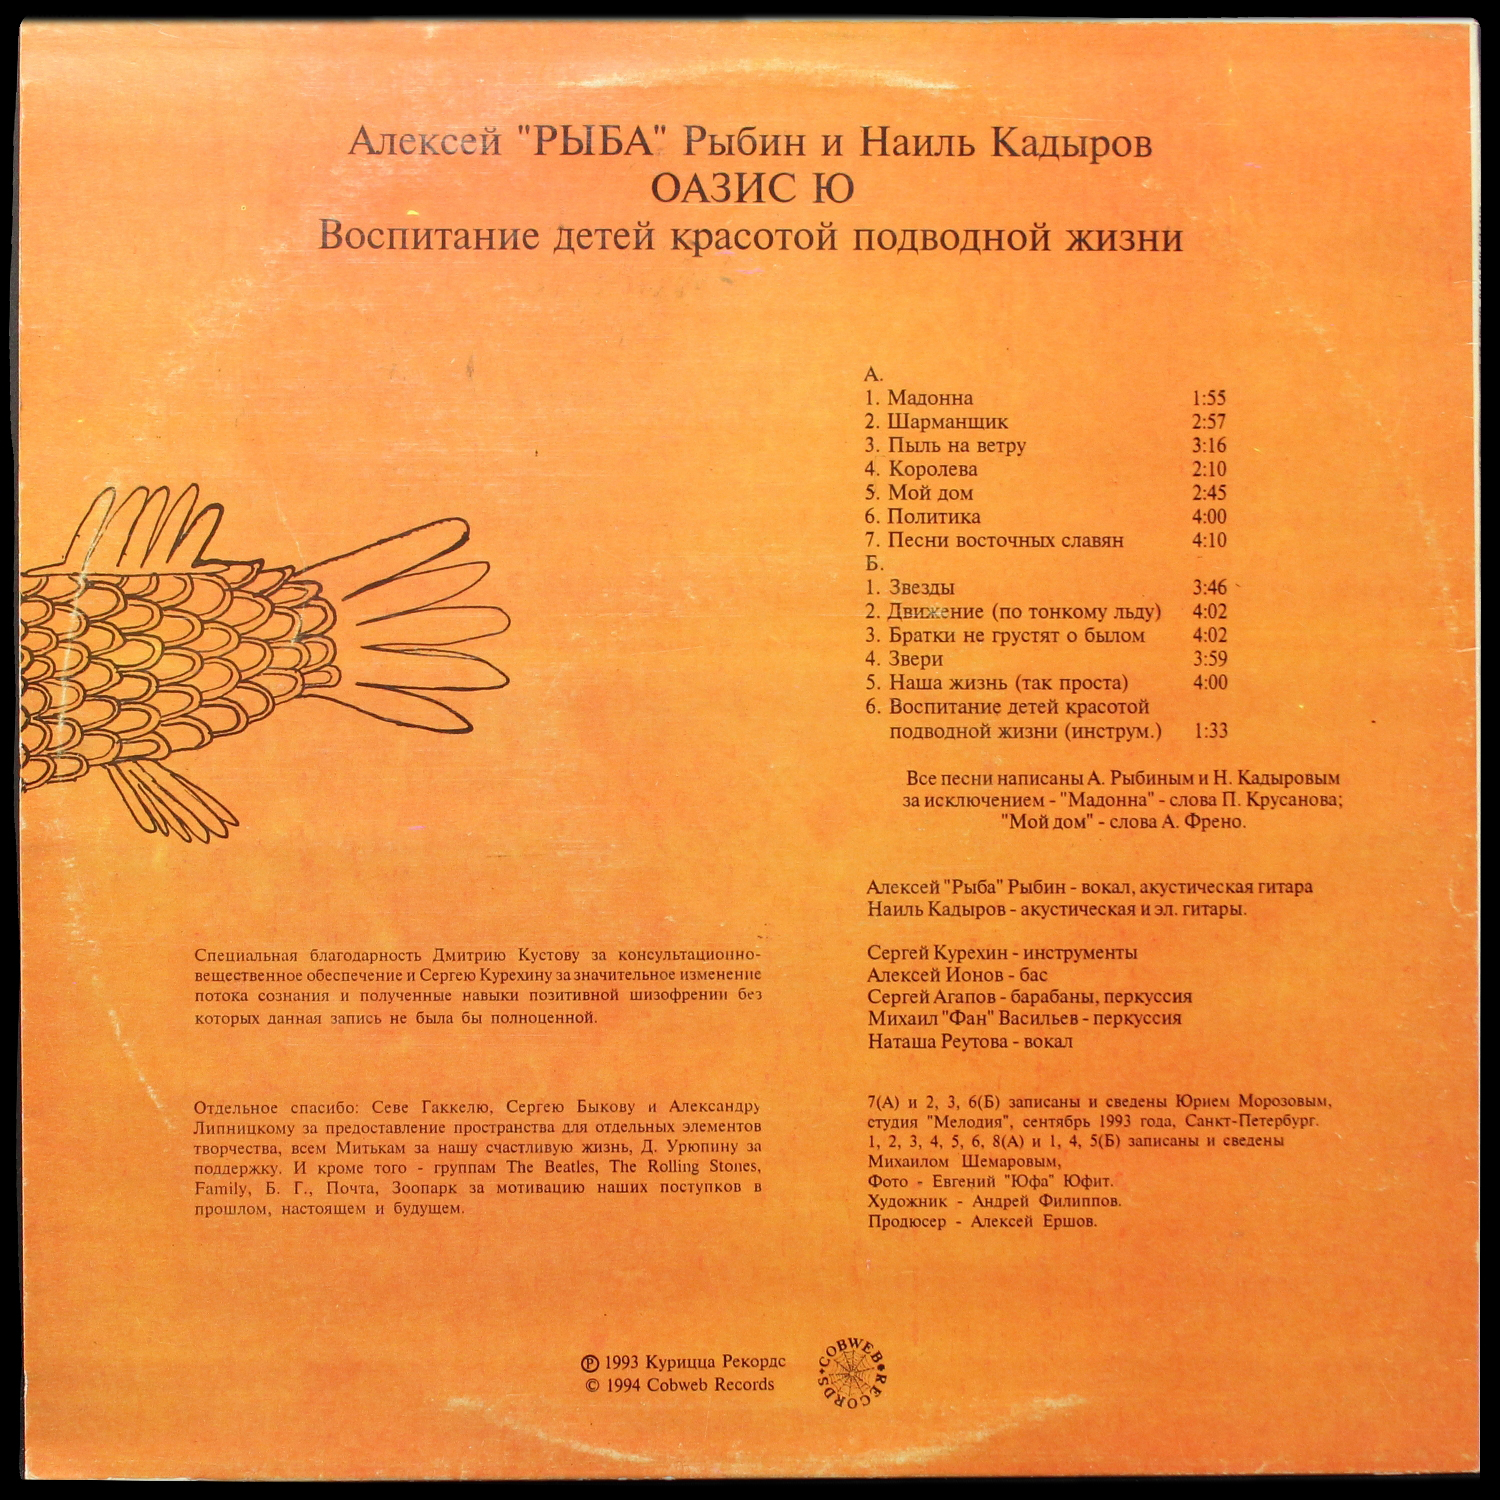 Алексей "РЫБА" Рыбин и Наиль Кадыров
ОАЗИС Ю
Воспитание детей красотой подводной жизни
А.
1. Мадонна 1:55
2. Шарманщик 2:57
3. Пыль на ветру 3:16
4. Королева 2:10
5. Мой дом 2:45
6. Политика 4:00
7. Песни восточных славян 4:10
Б.
1. Звезды 3:46
2. Движение (по тонкому льду) 4:02
3. Братки не грустят о былом 4:02
4. Звери 3:59
5. Наша жизнь (так проста) 4:00
6. Воспитание детей красотой
подводной жизни (инструм.) 1:33
Все песни написаны А. Рыбиным и Н. Кадыровым
за исключением - "Мадонна" - слова П. Крусанова;
"Мой дом" - слова А. Френо.
Алексей "Рыба" Рыбин - вокал, акустическая гитара
Наиль Кадыров - акустическая и эл. гитары.
Сергей Курехин - инструменты
Алексей Ионов - бас
Сергей Агапов - барабаны, перкуссия
Михаил "Фан" Васильев - перкуссия
Наташа Реутова - вокал
7(А) и 2, 3, 6(Б) записаны и сведены Юрием Морозовым,
студия "Мелодия", сентябрь 1993 года, Санкт-Петербург.
1, 2, 3, 4, 5, 6, 8(А) и 1, 4, 5(Б) записаны и сведены
Михаилом Шемаровым,
Фото - Евгений "Юфа" Юфит.
Художник - Андрей Филиппов.
Продюсер - Алексей Ершов.
Специальная благодарность Дмитрию Кустову за консультационно-
вещественное обеспечение и Сергею Курехину за значительное изменение
потока сознания и полученные навыки позитивной шизофрении без
которых данная запись не была бы полноценной.
Отдельное спасибо: Севе Гаккелю, Сергею Быкову и Александру
Липницкому за предоставление пространства для отдельных элементов
творчества, всем Митькам за нашу счастливую жизнь, Д. Урюпину за
поддержку. И кроме того - группам The Beatles, The Rolling Stones,
Family, Б. Г., Почта, Зоопарк за мотивацию наших поступков в
прошлом, настоящем и будущем.
℗ 1993 Курицца Рекордс
© 1994 Cobweb Records
COBWEB RECORDS